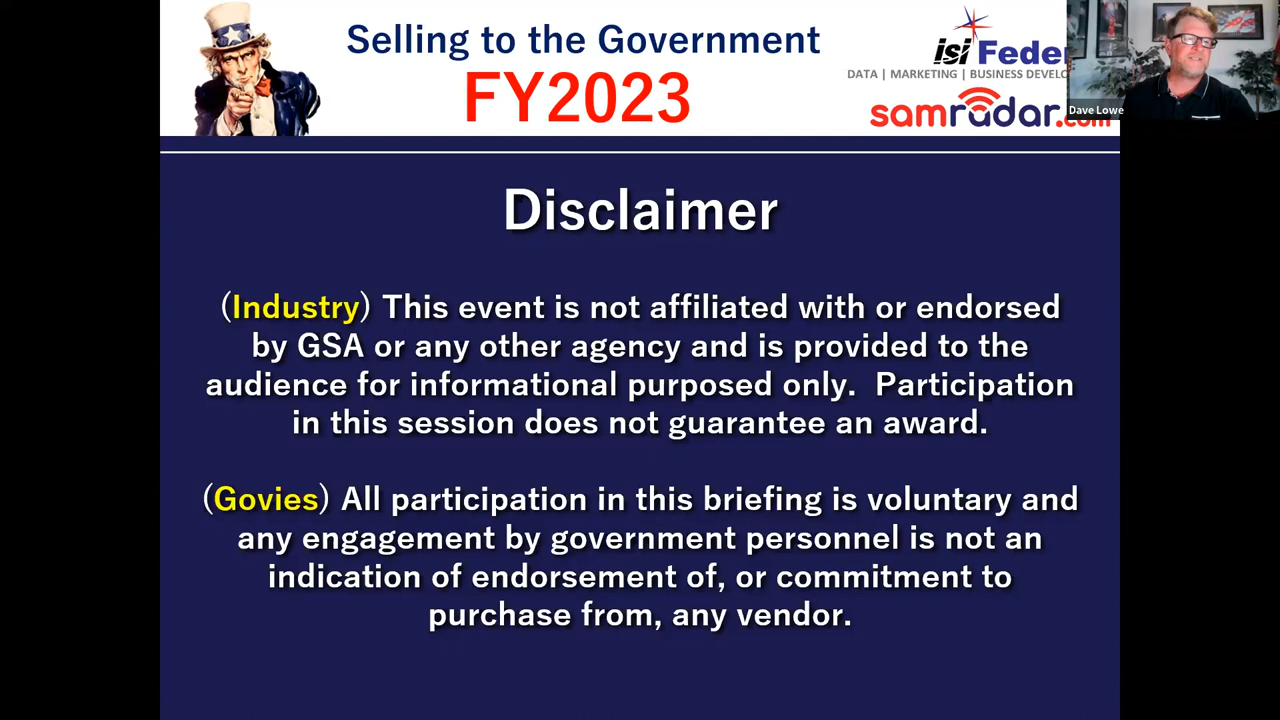 Selling to the Government
FY2023
isi Feder
DATA | MARKETING | BUSINESS DEVELO
samradar.com
Dave Lowe
Disclaimer
(Industry) This event is not affiliated with or endorsed
by GSA or any other agency and is provided to the
audience for informational purposed only.  Participation
in this session does not guarantee an award.
(Govies) All participation in this briefing is voluntary and
any engagement by government personnel is not an
indication of endorsement of, or commitment to
purchase from, any vendor.